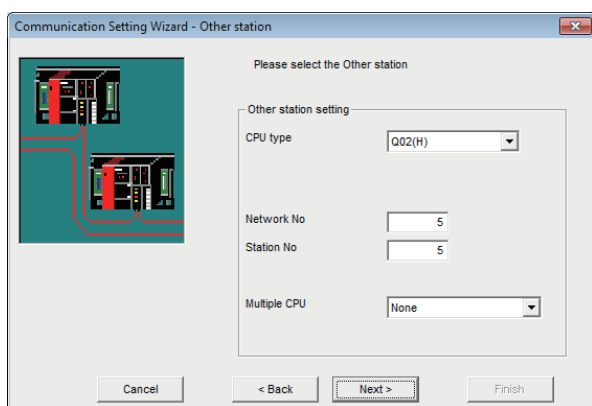 Communication Setting Wizard - Other station
Please select the Other station
Other station setting
CPU type
Q02(H)
Network No
5
Station No
5
Multiple CPU
None
Cancel
< Back
Next >
Finish